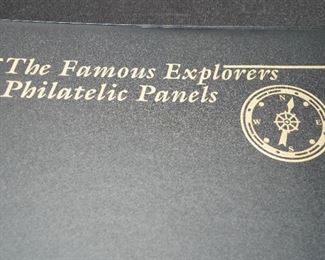 The Famous Explorers
Philatelic Panels
N
W E
S